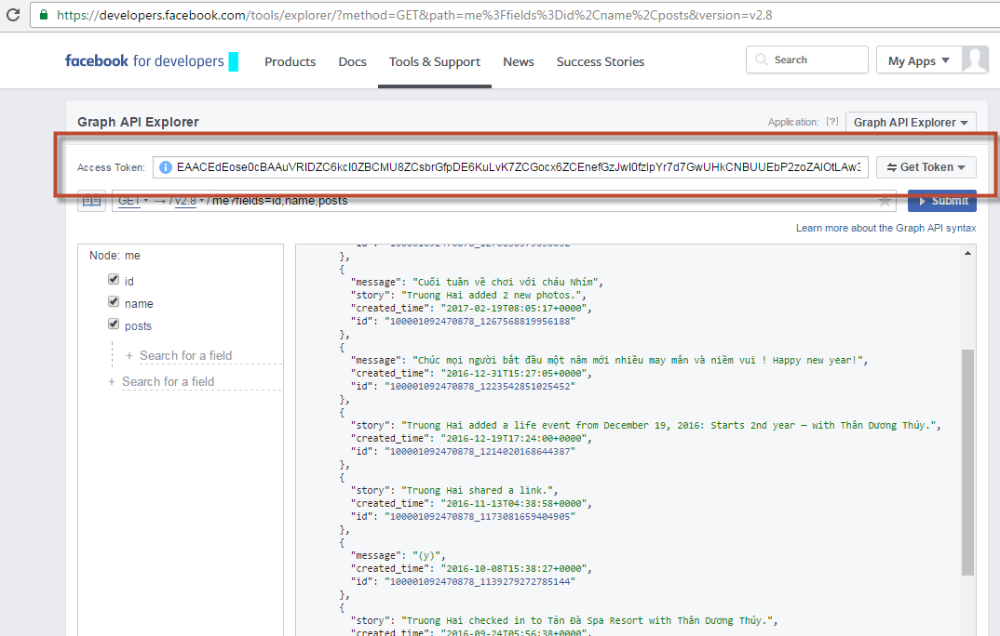 https://developers.facebook.com/tools/explorer/?method=GET&path=me%3Ffields%3Did%2Cname%2Cposts&version=v2.8
facebook for developers Products Docs Tools & Support News Success Stories Search My Apps
Graph API Explorer Application: [?] Graph API Explorer
Access Token: Get Token
GET → / v2.8 / me?fields=id,name,posts Submit
Learn more about the Graph API syntax
Node: me
id
name
posts
+ Search for a field
+ Search for a field
},
{
"message": "Cuối tuần về chơi với cháu Nhím",
"story": "Truong Hai added 2 new photos.",
"created_time": "2017-02-19T08:05:17+0000",
"id": "100001092470878_1267568819956188"
},
{
"message": "Chúc mọi người bắt đầu một năm mới nhiều may mắn và niềm vui ! Happy new year!",
"created_time": "2016-12-31T15:27:05+0000",
"id": "100001092470878_1223542851025452"
},
{
"story": "Truong Hai added a life event from December 19, 2016: Starts 2nd year — with Thân Dương Thúy.",
"created_time": "2016-12-19T17:24:00+0000",
"id": "100001092470878_1214020168644387"
},
{
"story": "Truong Hai shared a link.",
"created_time": "2016-11-13T04:38:58+0000",
"id": "100001092470878_1173081659404905"
},
{
"message": "(y)",
"created_time": "2016-10-08T15:38:27+0000",
"id": "100001092470878_1139279272785144"
},
{
"story": "Truong Hai checked in to Tản Đà Spa Resort with Thân Dương Thúy.",
"created_time": "2016-09-24T05:56:38+0000",